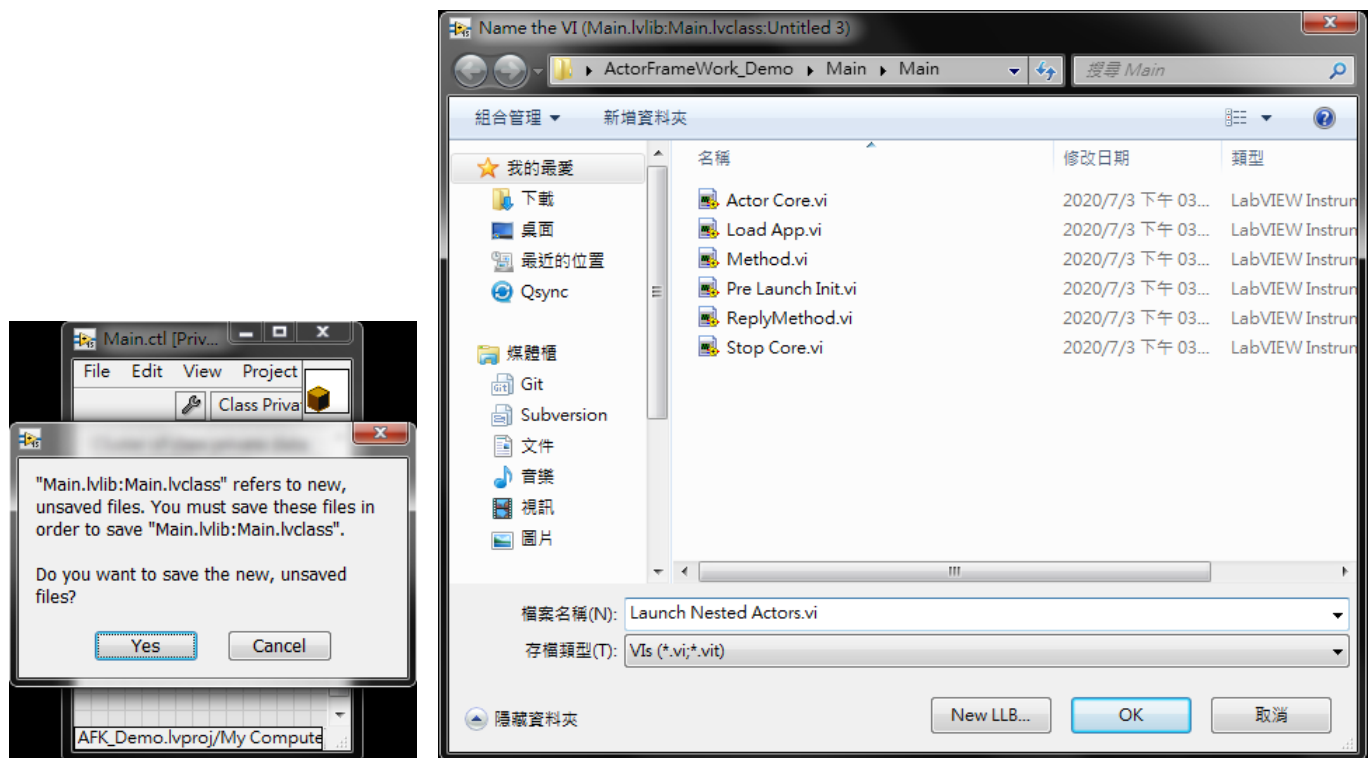 Main.ctl [Priv...
File Edit View Project
Class Priva
"Main.lvlib:Main.lvclass" refers to new,
unsaved files. You must save these files in
order to save "Main.lvlib:Main.lvclass".
Do you want to save the new, unsaved
files?
Yes Cancel
AFK_Demo.lvproj/My Compute
Name the VI (Main.lvlib:Main.lvclass:Untitled 3)
ActorFrameWork_Demo Main Main 搜尋 Main
組合管理 新增資料夾
名稱 修改日期 類型
我的最愛
下載
桌面
最近的位置
Qsync
媒體櫃
Git
Subversion
文件
音樂
視訊
圖片
Actor Core.vi 2020/7/3 下午 03... LabVIEW Instrun
Load App.vi 2020/7/3 下午 03... LabVIEW Instrun
Method.vi 2020/7/3 下午 03... LabVIEW Instrun
Pre Launch Init.vi 2020/7/3 下午 03... LabVIEW Instrun
ReplyMethod.vi 2020/7/3 下午 03... LabVIEW Instrun
Stop Core.vi 2020/7/3 下午 03... LabVIEW Instrun
檔案名稱(N): Launch Nested Actors.vi
存檔類型(T): VIs (*.vi;*.vit)
隱藏資料夾 New LLB... OK 取消